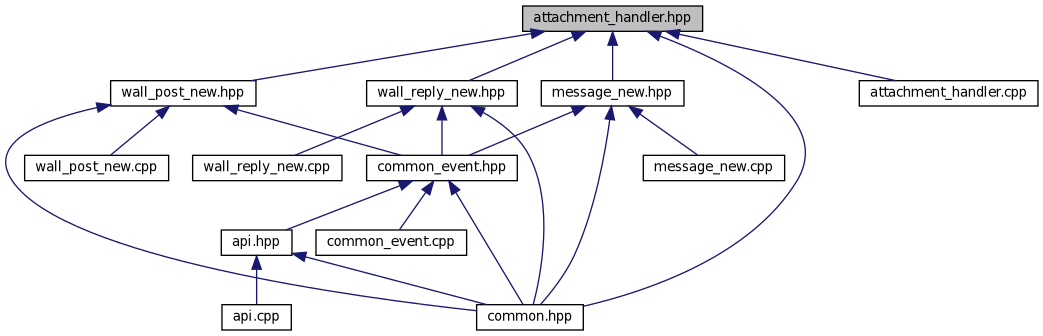 attachment_handler.hpp
wall_post_new.hpp
wall_reply_new.hpp
message_new.hpp
attachment_handler.cpp
wall_post_new.cpp
wall_reply_new.cpp
common_event.hpp
message_new.cpp
api.hpp
common_event.cpp
api.cpp
common.hpp